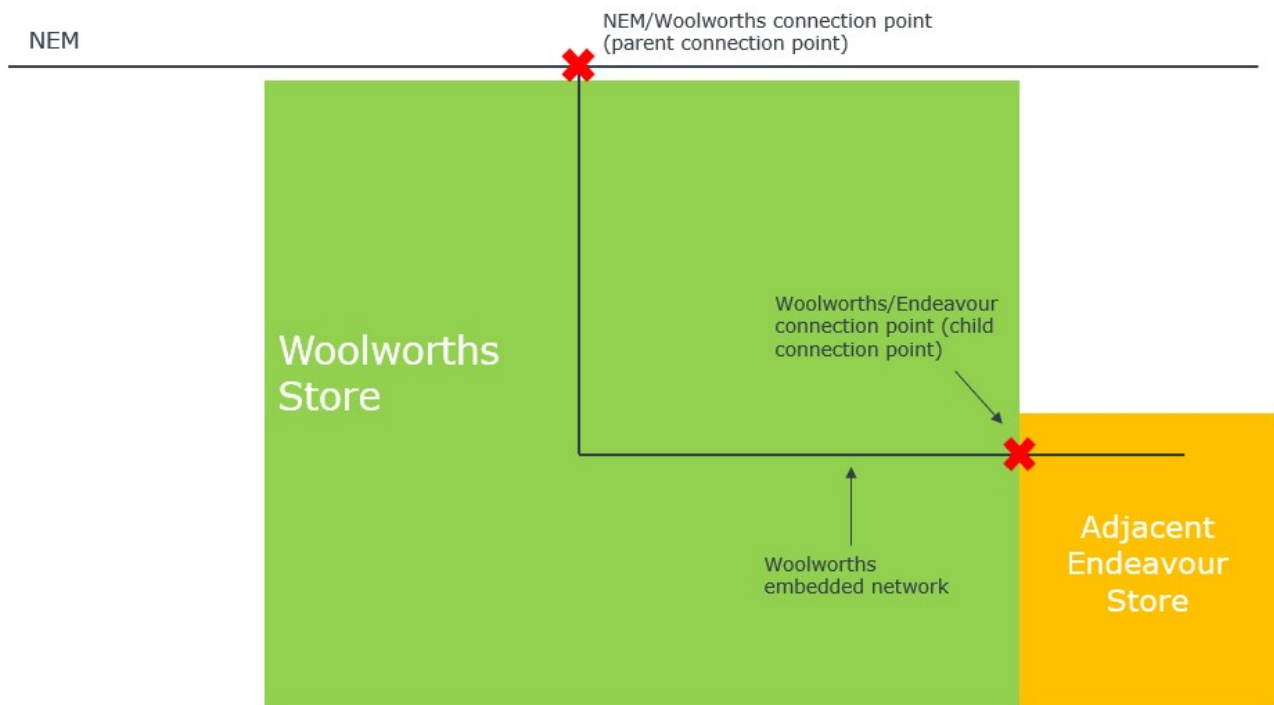 NEM
NEM/Woolworths connection point
(parent connection point)
Woolworths/Endeavour
connection point (child
connection point)
Woolworths
Store
Woolworths
embedded network
Adjacent
Endeavour
Store